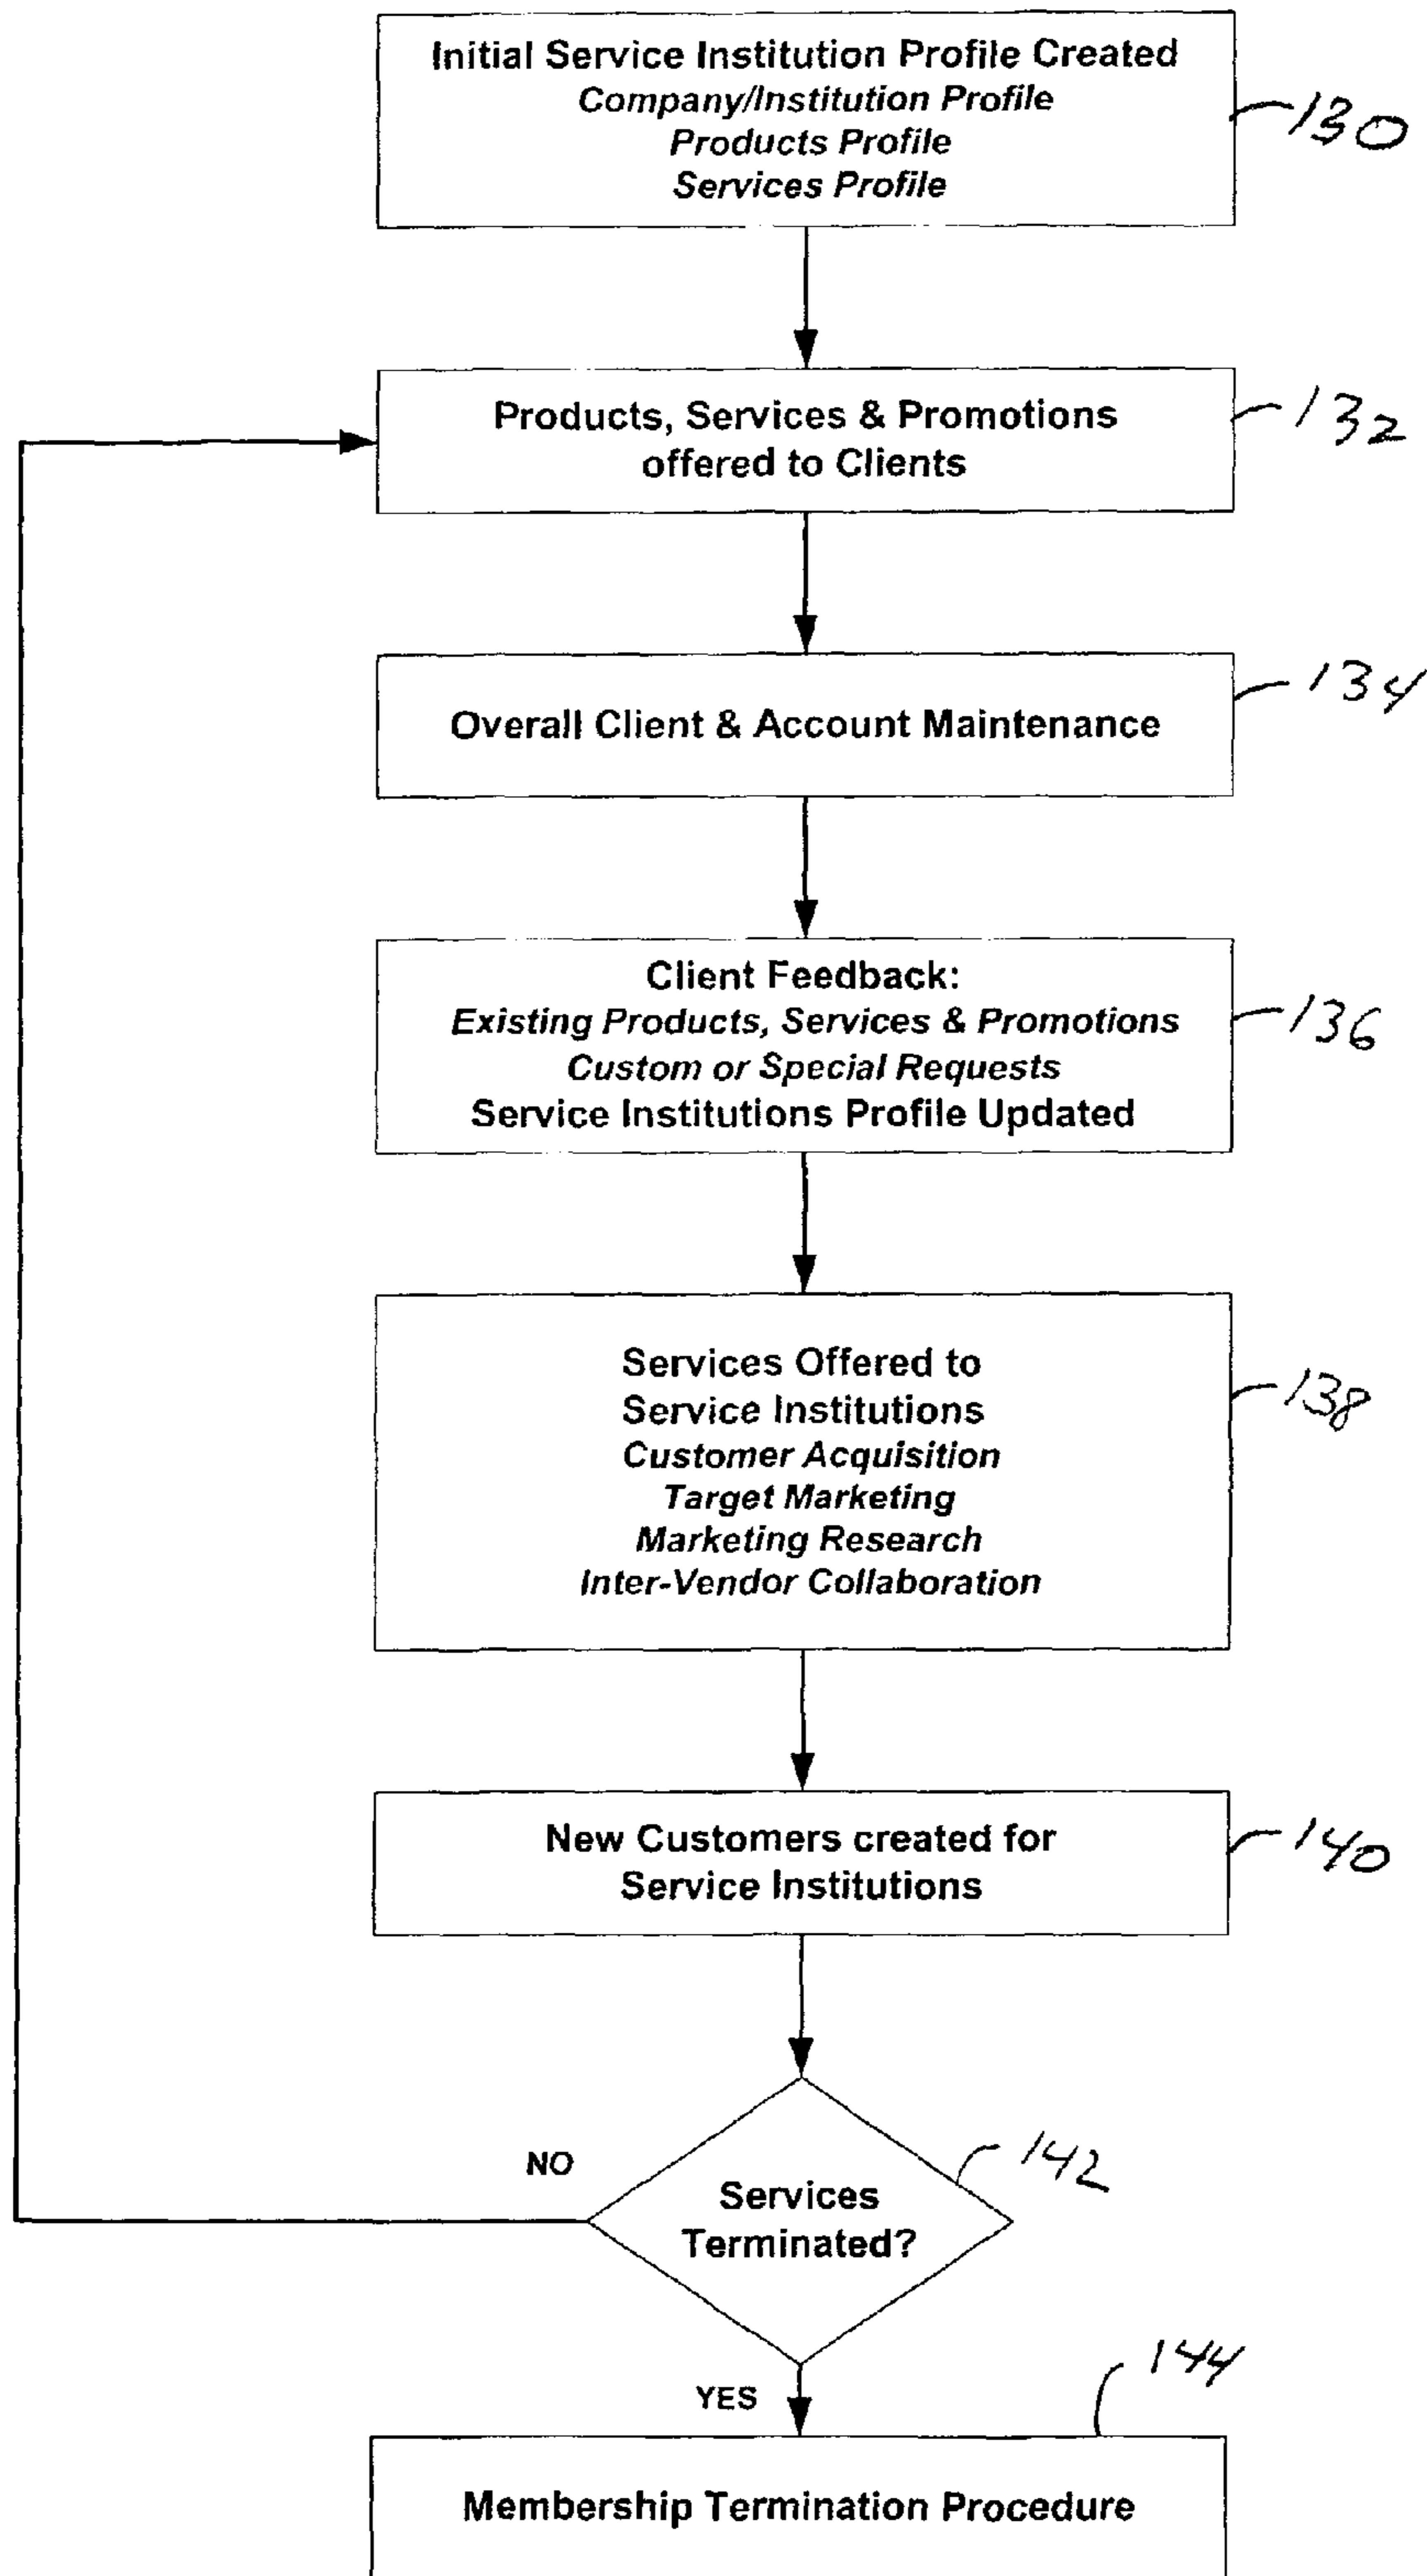 Initial Service Institution Profile Created
Company/Institution Profile
Products Profile
Services Profile
130
Products, Services & Promotions
offered to Clients
132
Overall Client & Account Maintenance
134
Client Feedback:
Existing Products, Services & Promotions
Custom or Special Requests
Service Institutions Profile Updated
136
Services Offered to
Service Institutions
Customer Acquisition
Target Marketing
Marketing Research
Inter-Vendor Collaboration
138
New Customers created for
Service Institutions
140
NO
Services
Terminated?
142
YES
144
Membership Termination Procedure